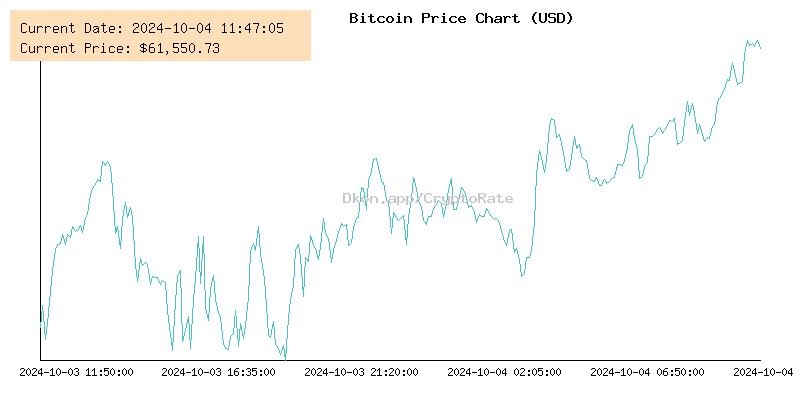 Bitcoin Price Chart (USD)
Current Date: 2024-10-04 11:47:05
Current Price: $61,550.73
Dkon.app/CryptoRate
2024-10-03 11:50:00 2024-10-03 16:35:00 2024-10-03 21:20:00 2024-10-04 02:05:00 2024-10-04 06:50:00 2024-10-04